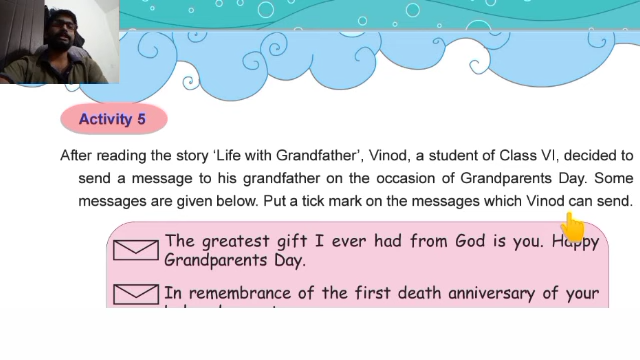 Activity 5
After reading the story ‘Life with Grandfather’, Vinod, a student of Class VI, decided to
send a message to his grandfather on the occasion of Grandparents Day. Some
messages are given below. Put a tick mark on the messages which Vinod can send.
The greatest gift I ever had from God is you. Happy
Grandparents Day.
In remembrance of the first death anniversary of your